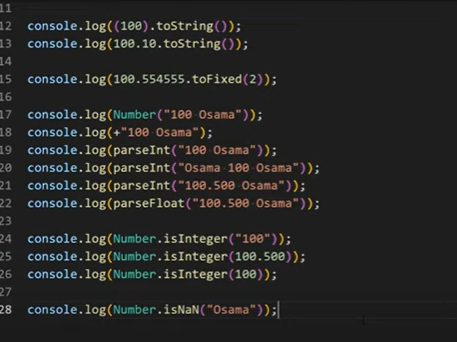 11
12 console.log((100).toString());
13 console.log(100.10.toString());
14
15 console.log(100.554555.toFixed(2));
16
17 console.log(Number("100 Osama"));
18 console.log(+"100 Osama");
19 console.log(parseInt("100 Osama"));
20 console.log(parseInt("Osama 100 Osama"));
21 console.log(parseInt("100.500 Osama"));
22 console.log(parseFloat("100.500 Osama"));
23
24 console.log(Number.isInteger("100"));
25 console.log(Number.isInteger(100.500));
26 console.log(Number.isInteger(100));
27
28 console.log(Number.isNaN("Osama"));